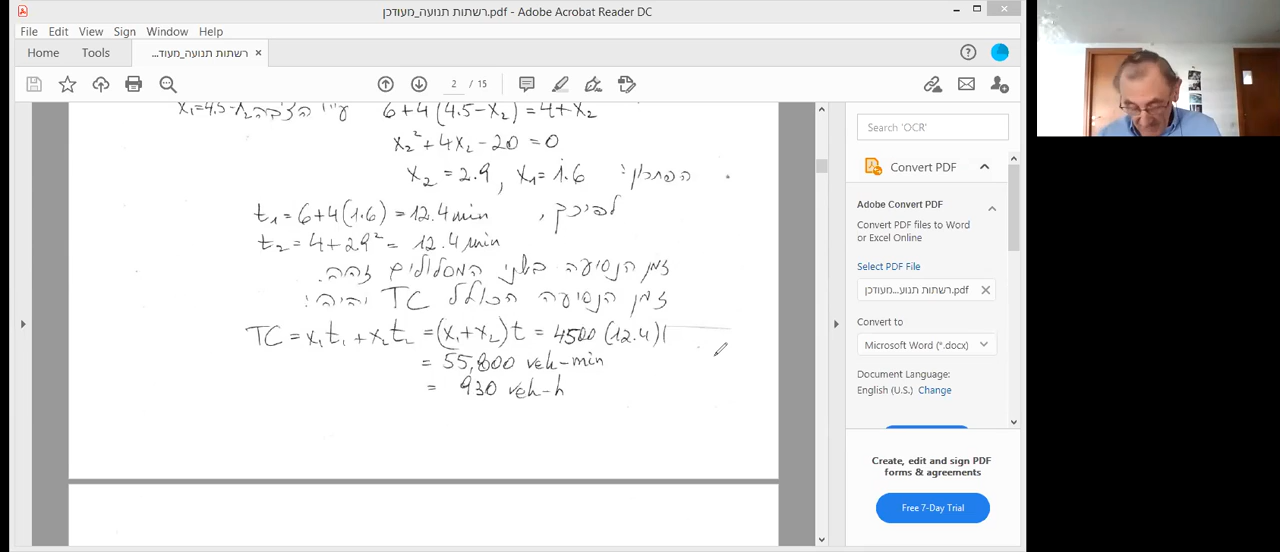 רשתות תנועה_מעודכן.pdf - Adobe Acrobat Reader DC
File Edit View Sign Window Help
Home Tools רשתות תנועה_מעוד... ×
2 / 15
x₁=4.5-x₂ ע"י הצבה 6+4(4.5-x₂)=4+x₂
x₂²+4x₂-20=0
הפתרון: x₂=2.9, x₁=1.6
לפיכך, t₁=6+4(1.6)=12.4 min
t₂=4+2.9²=12.4 min
זמן הנסיעה בשני המסלולים זהה.
זמן הנסיעה הכולל TC יהיה:
TC=x₁t₁+x₂t₂=(x₁+x₂)t=4500(12.4)
=55,800 veh-min
=930 veh-h
Search 'OCR'
Convert PDF
Adobe Convert PDF
Convert PDF files to Word
or Excel Online
Select PDF File
רשתות תנוע...מעודכן.pdf ×
Convert to
Microsoft Word (*.docx)
Document Language:
English (U.S.) Change
Create, edit and sign PDF
forms & agreements
Free 7-Day Trial